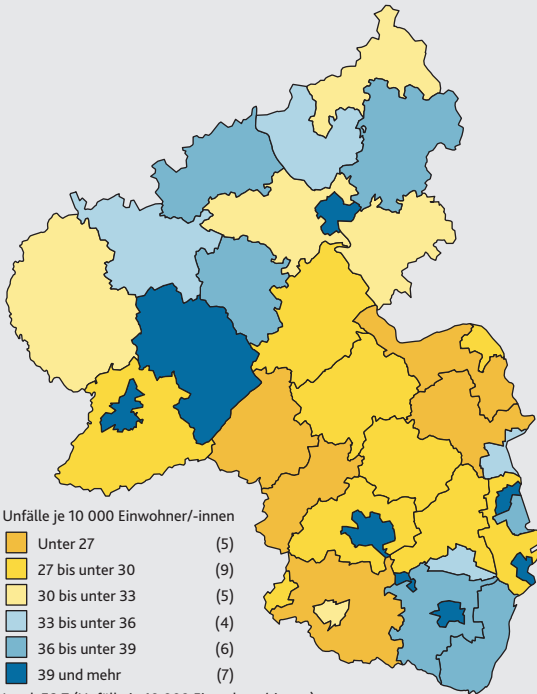 Unfälle je 10 000 Einwohner/-innen
Unter 27 (5)
27 bis unter 30 (9)
30 bis unter 33 (5)
33 bis unter 36 (4)
36 bis unter 39 (6)
39 und mehr (7)